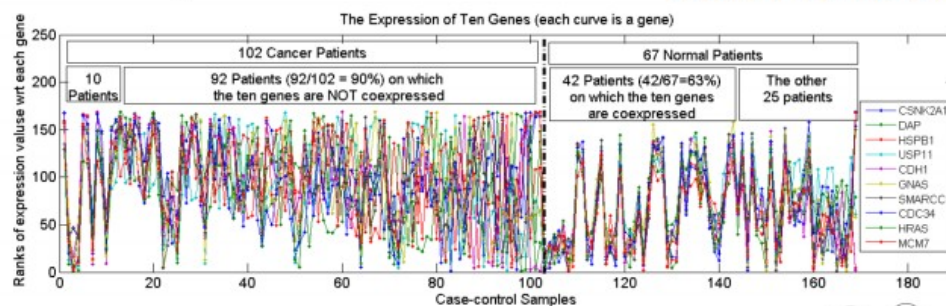 The Expression of Ten Genes (each curve is a gene)
250
200
150
100
50
0
Ranks of expression valuse wrt each gene
102 Cancer Patients
67 Normal Patients
10
Patients
92 Patients (92/102 = 90%) on which
the ten genes are NOT coexpressed
42 Patients (42/67=63%)
on which the ten genes
are coexpressed
The other
25 patients
CSNK2A1
DAP
HSPB1
USP11
CDH1
GNAS
SMARCC
CDC34
HRAS
MCM7
0 20 40 60 80 100 120 140 160 180
Case-control Samples